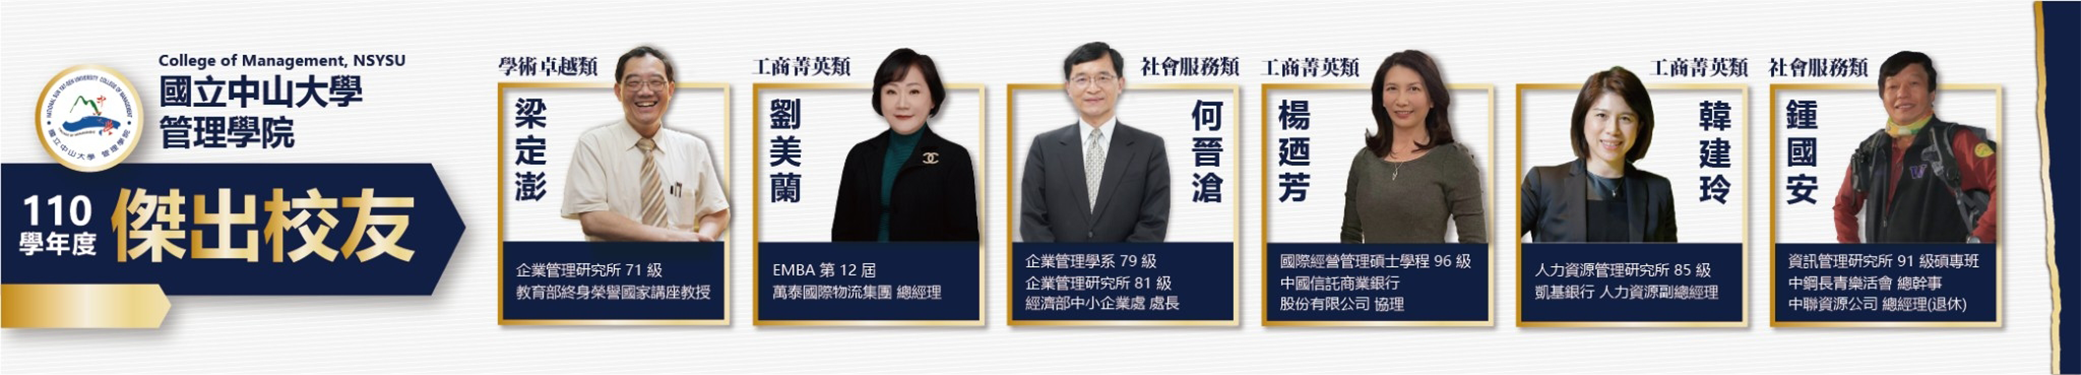 College of Management, NSYSU
國立中山大學
管理學院
國立中山大學 管理學院
110
學年度
傑出校友
學術卓越類
梁定澎
企業管理研究所 71 級
教育部終身榮譽國家講座教授
工商菁英類
劉美蘭
EMBA 第 12 屆
萬泰國際物流集團 總經理
社會服務類
何晉滄
企業管理學系 79 級
企業管理研究所 81 級
經濟部中小企業處 處長
工商菁英類
楊迺芳
國際經營管理碩士學程 96 級
中國信託商業銀行
股份有限公司 協理
工商菁英類
韓建玲
人力資源管理研究所 85 級
凱基銀行 人力資源副總經理
社會服務類
鍾國安
資訊管理研究所 91 級碩專班
中鋼長青樂活會 總幹事
中聯資源公司 總經理(退休)